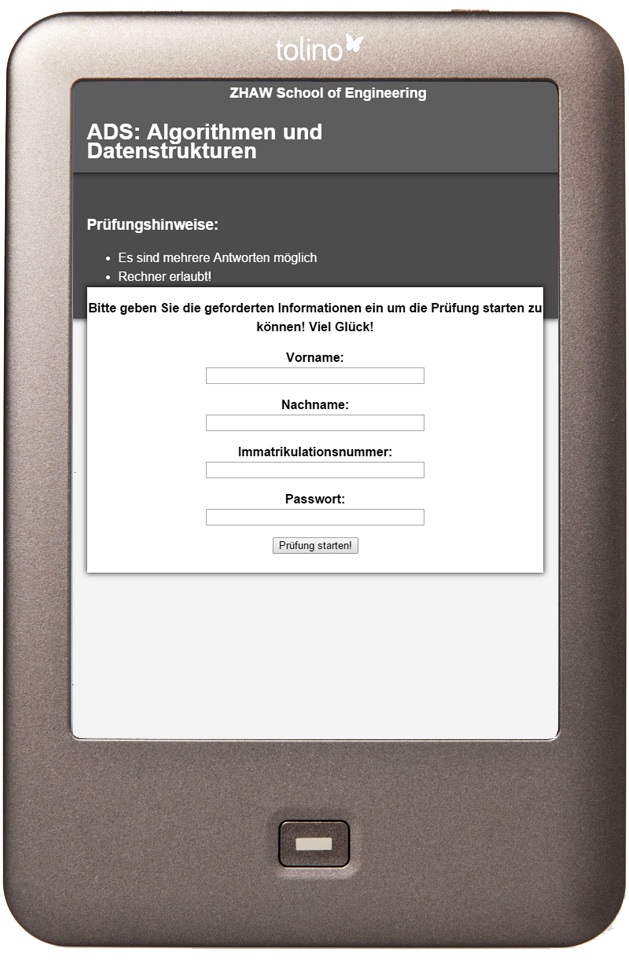 tolino
ZHAW School of Engineering
ADS: Algorithmen und
Datenstrukturen
Prüfungshinweise:
Es sind mehrere Antworten möglich
Rechner erlaubt!
Bitte geben Sie die geforderten Informationen ein um die Prüfung starten zu
können! Viel Glück!
Vorname:
Nachname:
Immatrikulationsnummer:
Passwort:
Prüfung starten!